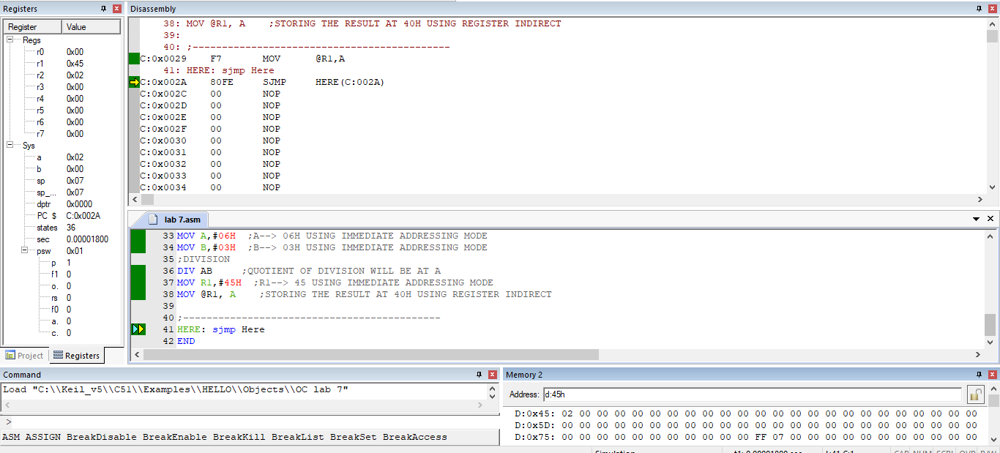 Registers
Register Value
Regs
r0 0x00
r1 0x45
r2 0x02
r3 0x00
r4 0x00
r5 0x00
r6 0x00
r7 0x00
Sys
a 0x02
b 0x00
sp 0x07
sp_... 0x07
dptr 0x0000
PC $ C:0x002A
states 36
sec 0.00001800
psw 0x01
p 1
f1 0
o. 0
rs 0
f0 0
a. 0
c. 0
Project Registers
Disassembly
38: MOV @R1, A ;STORING THE RESULT AT 40H USING REGISTER INDIRECT
39:
40: ;--------------------------------------------
C:0x0029 F7 MOV @R1,A
41: HERE: sjmp Here
C:0x002A 80FE SJMP HERE(C:002A)
C:0x002C 00 NOP
C:0x002D 00 NOP
C:0x002E 00 NOP
C:0x002F 00 NOP
C:0x0030 00 NOP
C:0x0031 00 NOP
C:0x0032 00 NOP
C:0x0033 00 NOP
C:0x0034 00 NOP
lab 7.asm
33 MOV A,#06H ;A--> 06H USING IMMEDIATE ADDRESSING MODE
34 MOV B,#03H ;B--> 03H USING IMMEDIATE ADDRESSING MODE
35 ;DIVISION
36 DIV AB ;QUOTIENT OF DIVISION WILL BE AT A
37 MOV R1,#45H ;R1--> 45 USING IMMEDIATE ADDRESSING MODE
38 MOV @R1, A ;STORING THE RESULT AT 40H USING REGISTER INDIRECT
39
40 ;--------------------------------------------
41 HERE: sjmp Here
42 END
Command
Load "C:\\Keil_v5\\C51\\Examples\\HELLO\\Objects\\OC lab 7"
>
ASM ASSIGN BreakDisable BreakEnable BreakKill BreakList BreakSet BreakAccess
Memory 2
Address: d:45h
D:0x45: 02 00 00 00 00 00 00 00 00 00 00 00 00 00 00 00 00 00 00 00 00 00 00 00
D:0x5D: 00 00 00 00 00 00 00 00 00 00 00 00 00 00 00 00 00 00 00 00 00 00 00 00
D:0x75: 00 00 00 00 00 00 00 00 00 00 00 FF 07 00 00 00 00 00 00 00 00 00 00 00